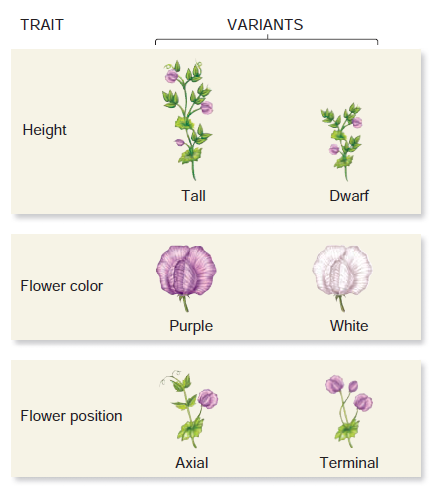 TRAIT VARIANTS
Height
Tall Dwarf
Flower color
Purple White
Flower position
Axial Terminal